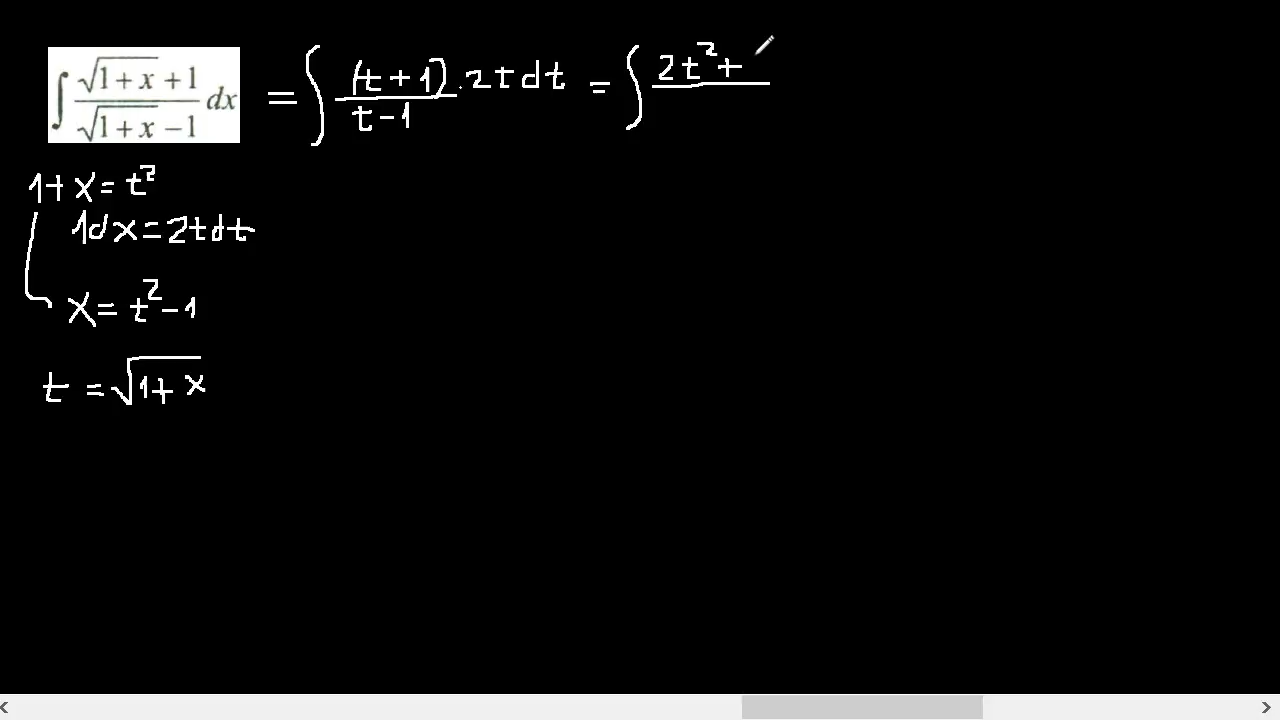 ∫ (√(1+x) + 1)/(√(1+x) − 1) dx = ∫ (t+1)/(t−1) · 2t dt = ∫ 2t² +
1 + x = t²
1dx = 2tdt
x = t² − 1
t = √(1+x)